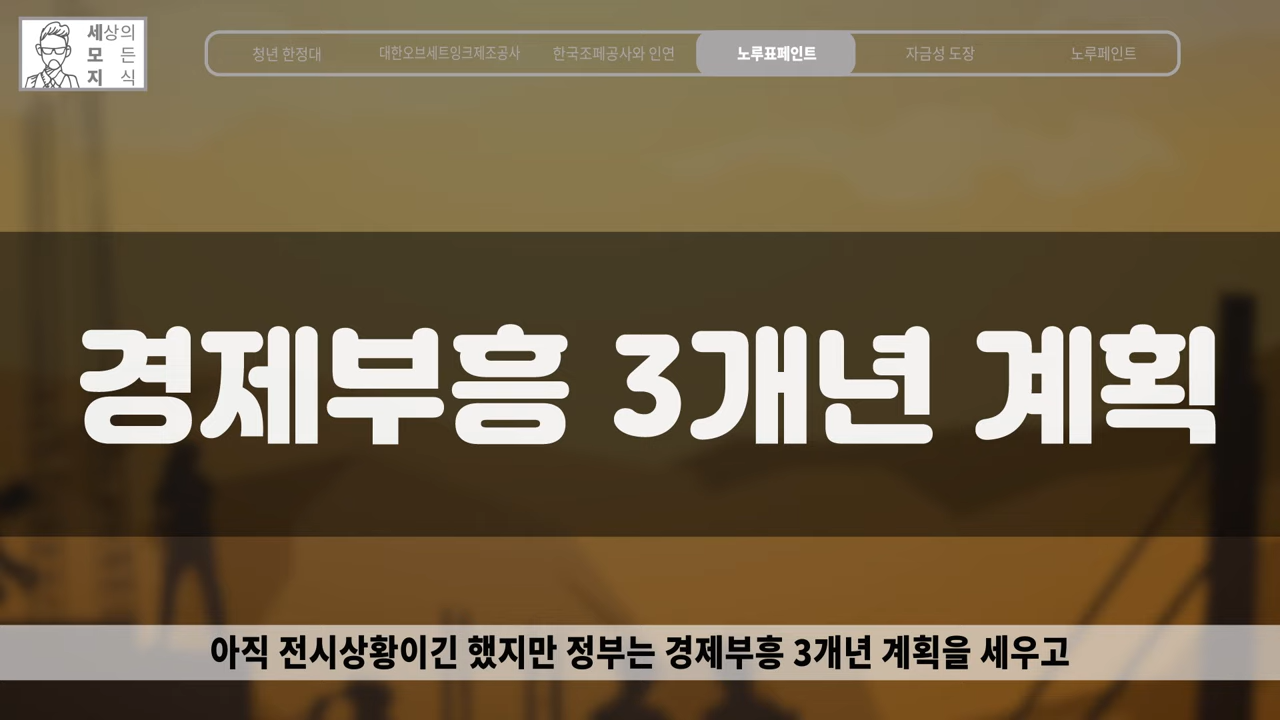 세상의
모든
지식
청년 한정대
대한오브세트잉크제조공사
한국조폐공사와 인연
노루표페인트
자금성 도장
노루페인트
경제부흥 3개년 계획
아직 전시상황이긴 했지만 정부는 경제부흥 3개년 계획을 세우고